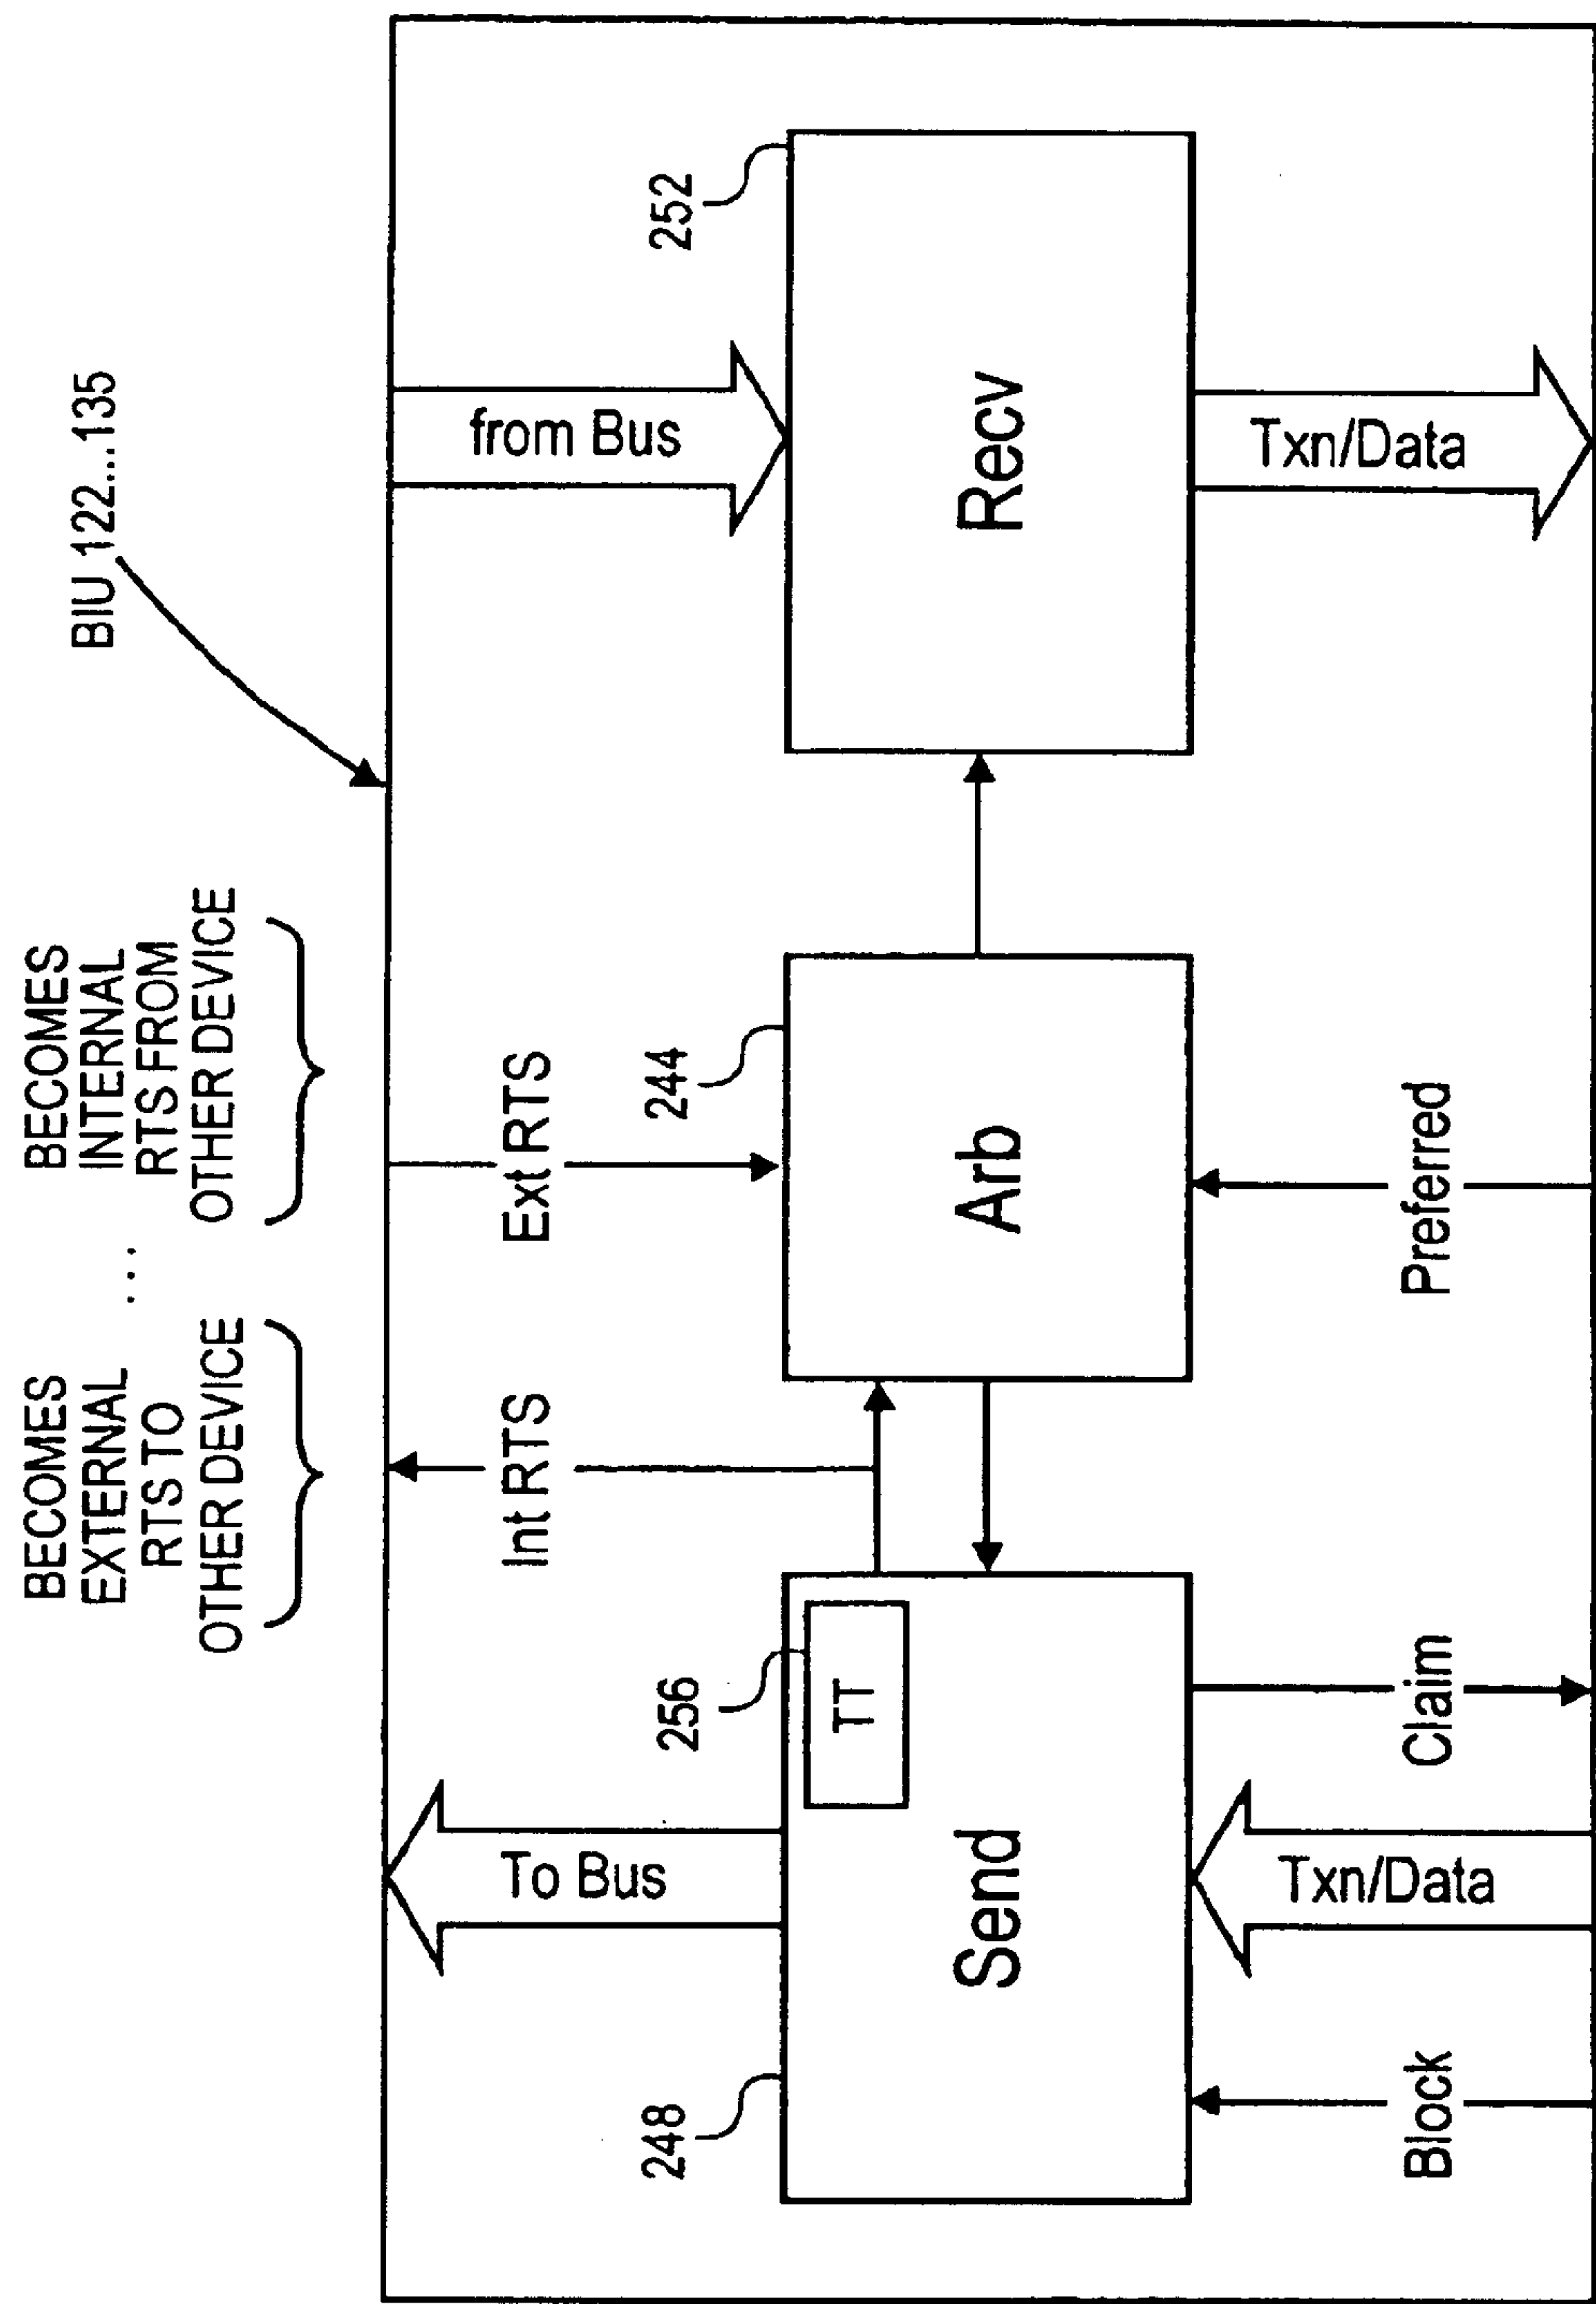 BIU 122...135
BECOMES
EXTERNAL
RTS TO
OTHER DEVICE
...
BECOMES
INTERNAL
RTS FROM
OTHER DEVICE
To Bus
Int RTS
Ext RTS
from Bus
248
256
244
252
TT
Send
Arb
Recv
Block
Txn/Data
Claim
Preferred
Txn/Data